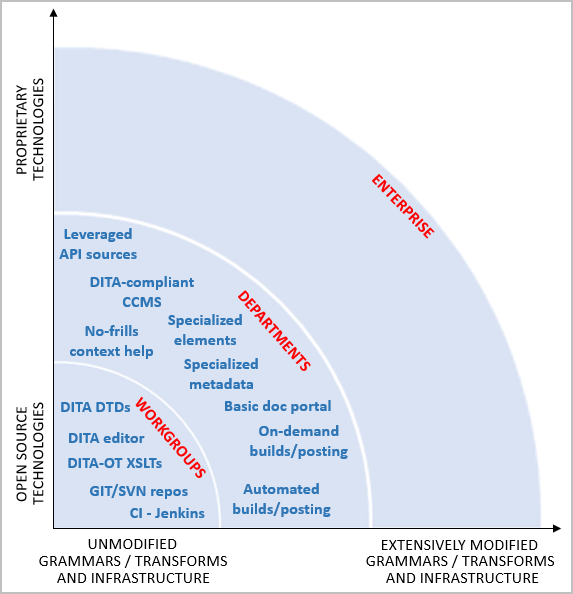 PROPRIETARY
TECHNOLOGIES
ENTERPRISE
Leveraged
API sources
DITA-compliant
CCMS
DEPARTMENTS
Specialized
elements
No-frills
context help
Specialized
metadata
WORKGROUPS
DITA DTDs
Basic doc portal
DITA editor
On-demand
builds/posting
DITA-OT XSLTs
GIT/SVN repos
Automated
builds/posting
CI - Jenkins
OPEN SOURCE
TECHNOLOGIES
UNMODIFIED
GRAMMARS / TRANSFORMS
AND INFRASTRUCTURE
EXTENSIVELY MODIFIED
GRAMMARS / TRANSFORMS
AND INFRASTRUCTURE